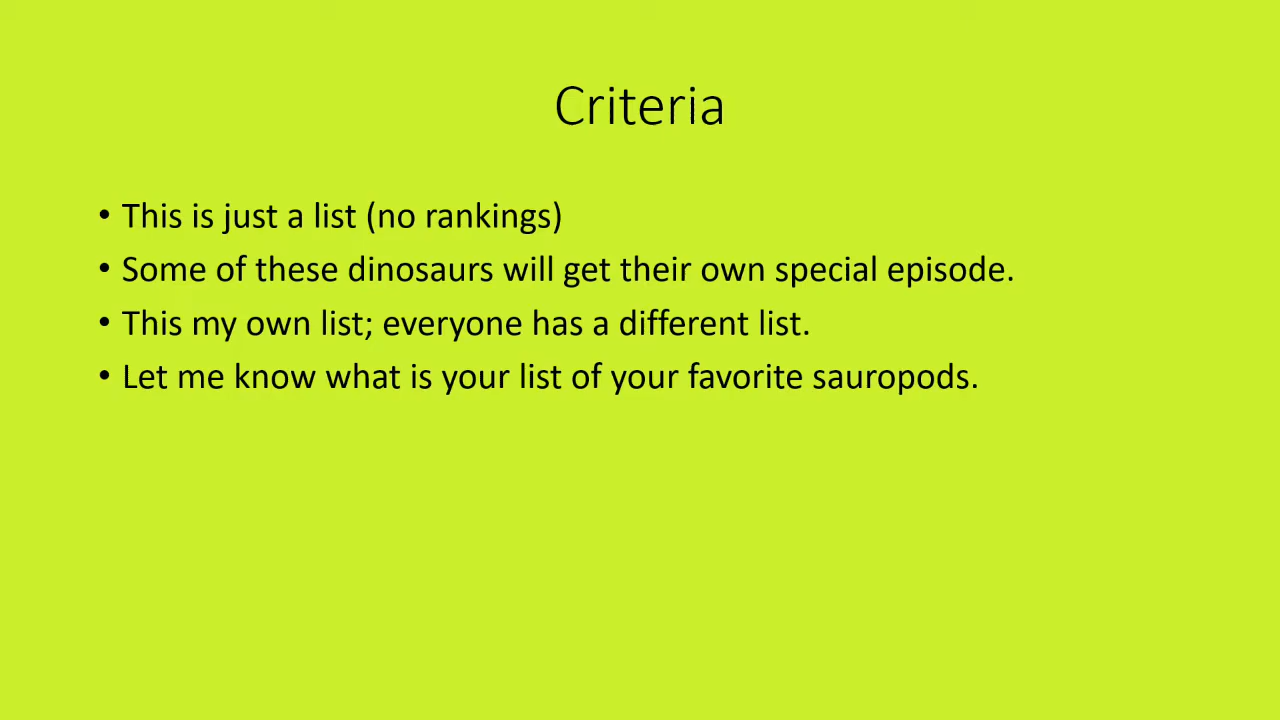 Criteria
• This is just a list (no rankings)
• Some of these dinosaurs will get their own special episode.
• This my own list; everyone has a different list.
• Let me know what is your list of your favorite sauropods.